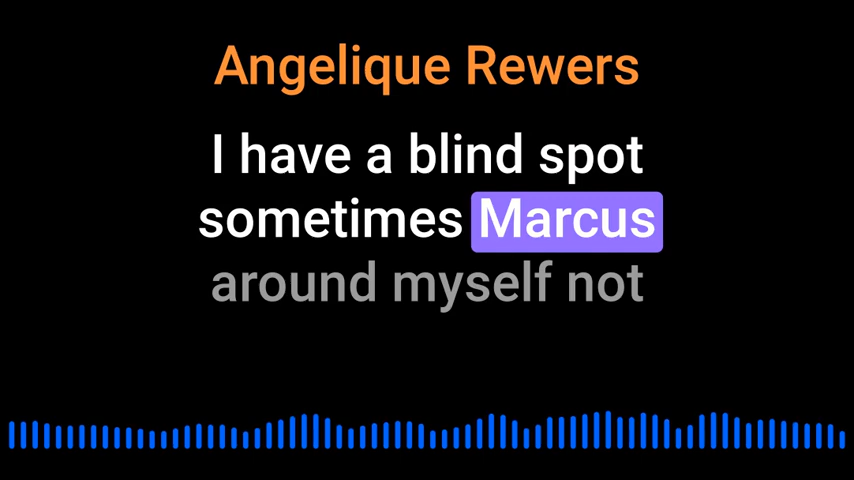 Angelique Rewers
I have a blind spot
sometimes Marcus
around myself not